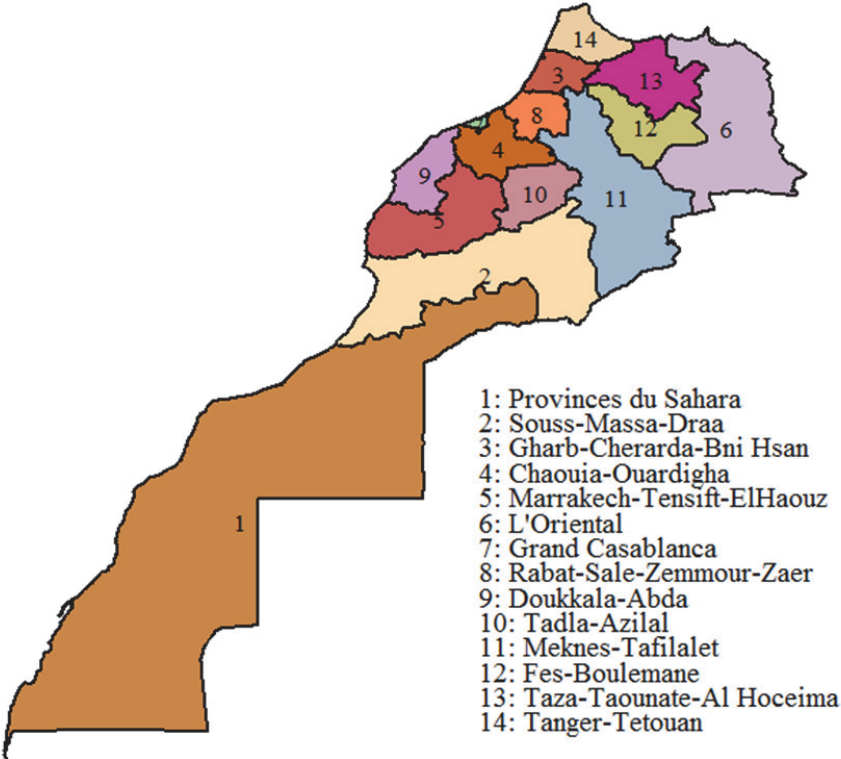 14
3
13
8
12
6
4
9
10
11
5
2
1
1: Provinces du Sahara
2: Souss-Massa-Draa
3: Gharb-Cherarda-Bni Hsan
4: Chaouia-Ouardigha
5: Marrakech-Tensift-ElHaouz
6: L'Oriental
7: Grand Casablanca
8: Rabat-Sale-Zemmour-Zaer
9: Doukkala-Abda
10: Tadla-Azilal
11: Meknes-Tafilalet
12: Fes-Boulemane
13: Taza-Taounate-Al Hoceima
14: Tanger-Tetouan